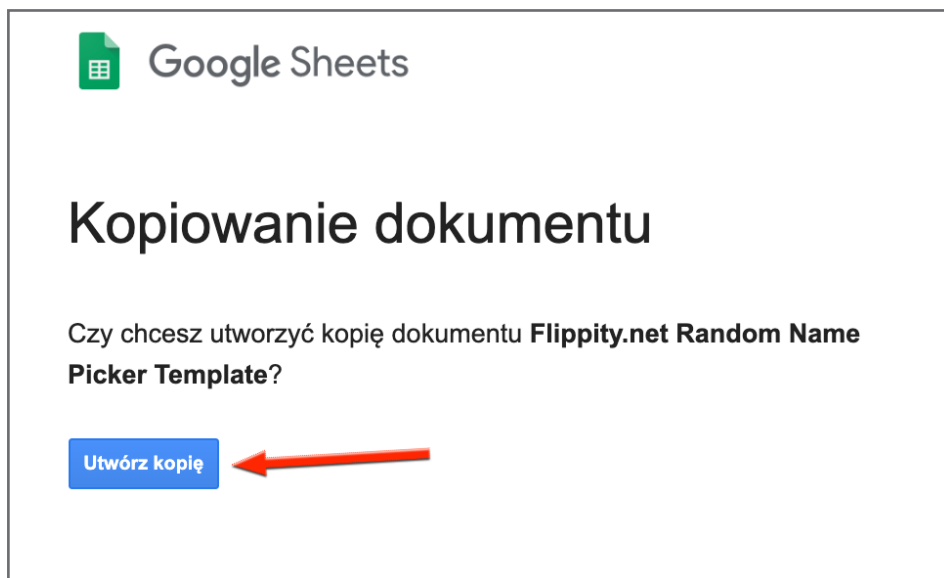 Google Sheets
Kopiowanie dokumentu
Czy chcesz utworzyć kopię dokumentu Flippity.net Random Name
Picker Template?
Utwórz kopię